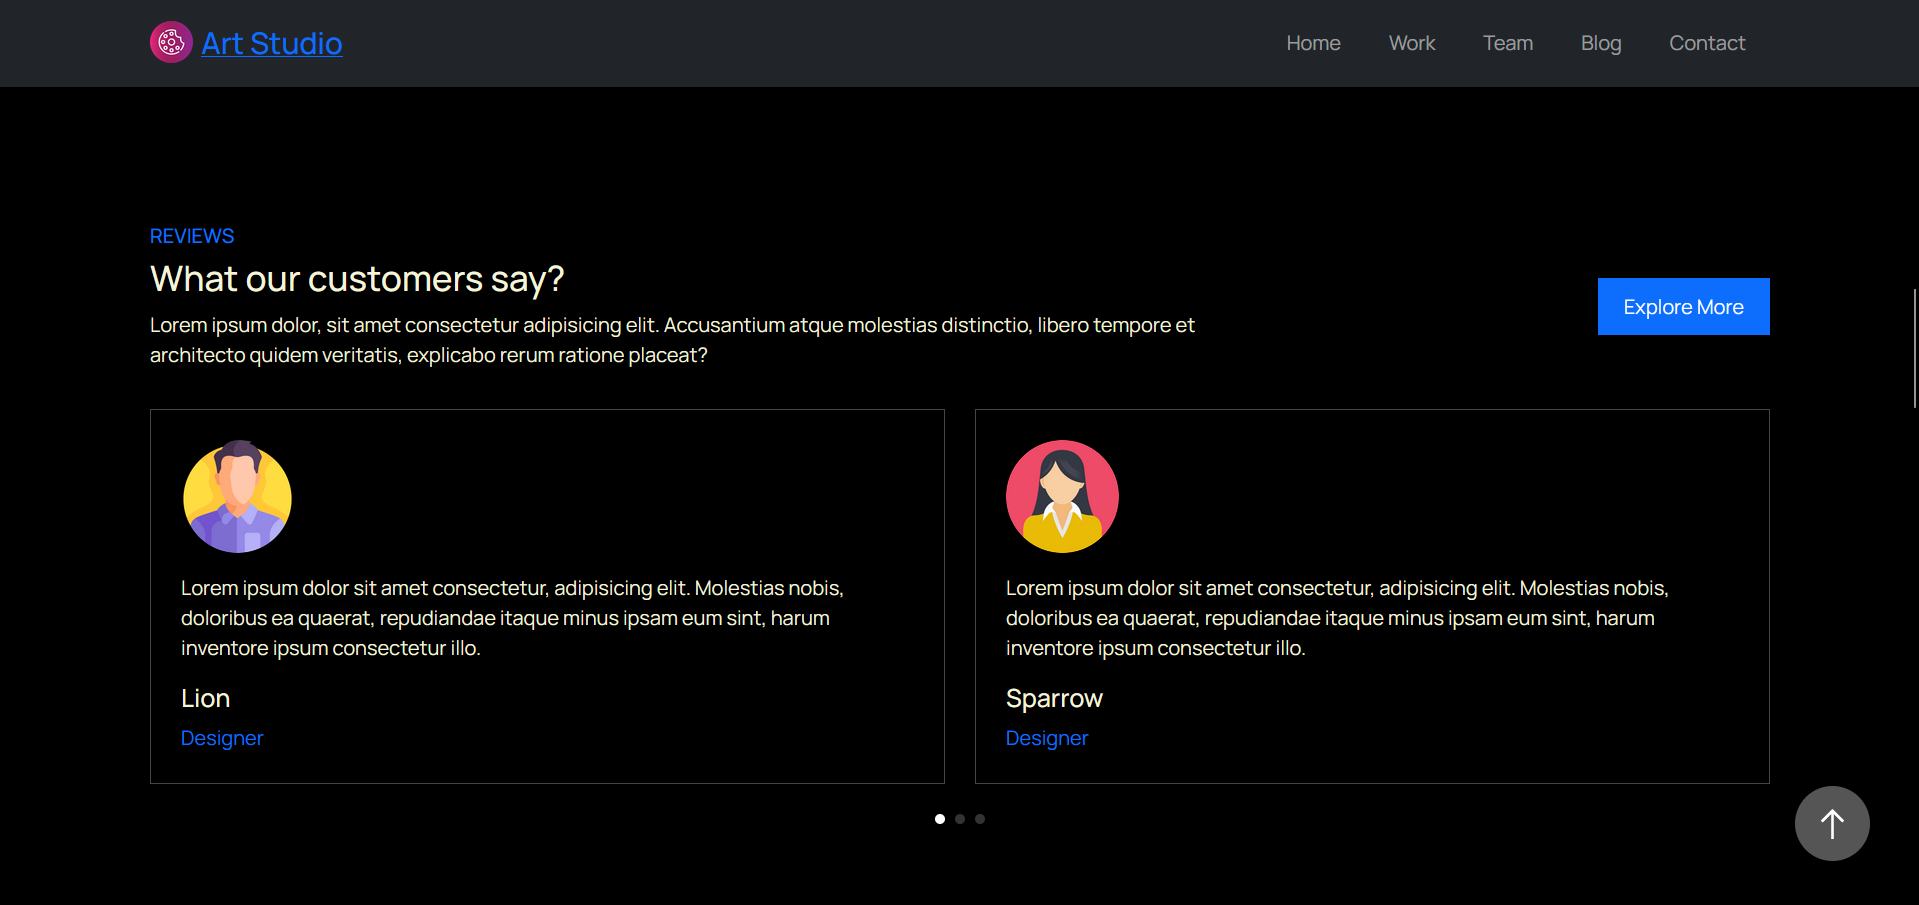 Art Studio
Home Work Team Blog Contact
REVIEWS
What our customers say?
Lorem ipsum dolor, sit amet consectetur adipisicing elit. Accusantium atque molestias distinctio, libero tempore et
architecto quidem veritatis, explicabo rerum ratione placeat?
Explore More
Lorem ipsum dolor sit amet consectetur, adipisicing elit. Molestias nobis,
doloribus ea quaerat, repudiandae itaque minus ipsam eum sint, harum
inventore ipsum consectetur illo.
Lion
Designer
Lorem ipsum dolor sit amet consectetur, adipisicing elit. Molestias nobis,
doloribus ea quaerat, repudiandae itaque minus ipsam eum sint, harum
inventore ipsum consectetur illo.
Sparrow
Designer